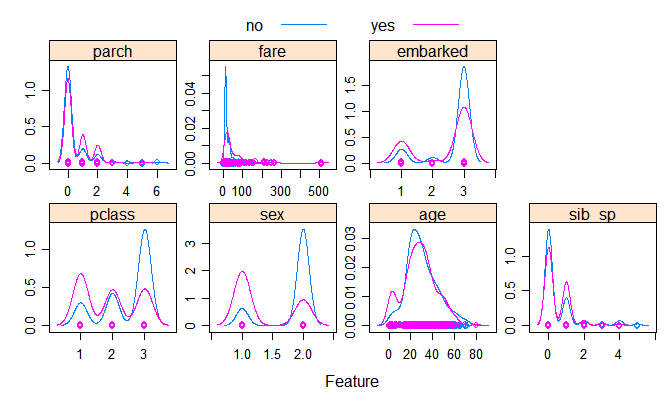 no yes
parch fare embarked
0.0 0.5 1.0
0 2 4 6
0.00 0.02 0.04
0 100 300 500
0.0 0.5 1.0 1.5
1 2 3
pclass sex age sib_sp
0.0 0.5 1.0
1 2 3
0 1 2 3
1.0 1.5 2.0
0.00 0.01 0.02 0.03
0 20 40 60 80
0.0 0.5 1.0
0 2 4
Feature